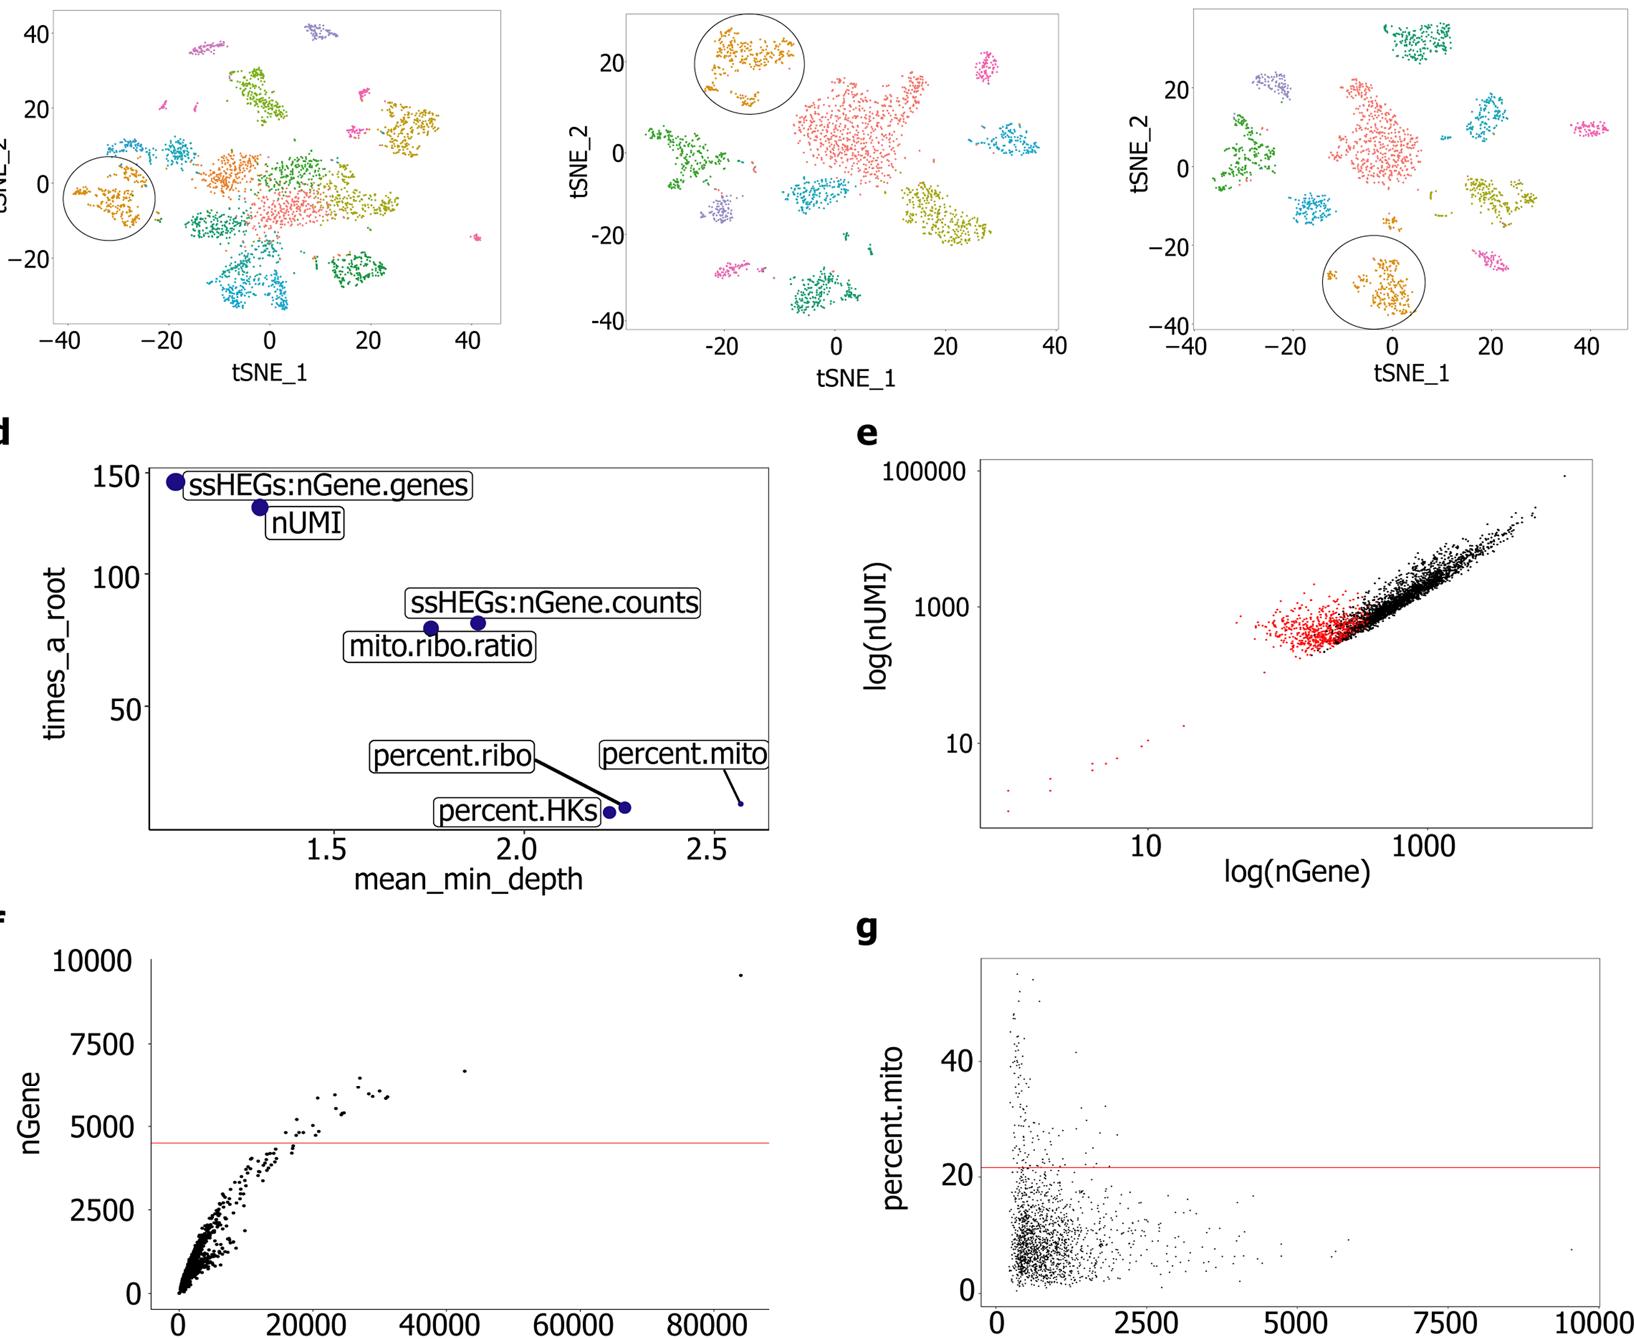 40
20
0
−20
−40
−20
0
20
40
tSNE_1
20
0
-20
-40
tSNE_2
-20
0
20
40
tSNE_1
20
0
−20
−40
tSNE_2
−40
−20
0
20
40
tSNE_1
d
150
100
50
times_a_root
ssHEGs:nGene.genes
nUMI
ssHEGs:nGene.counts
mito.ribo.ratio
percent.ribo
percent.mito
percent.HKs
1.5
2.0
2.5
mean_min_depth
e
100000
1000
10
log(nUMI)
10
1000
log(nGene)
10000
7500
5000
2500
0
nGene
0
20000
40000
60000
80000
g
40
20
0
percent.mito
0
2500
5000
7500
10000